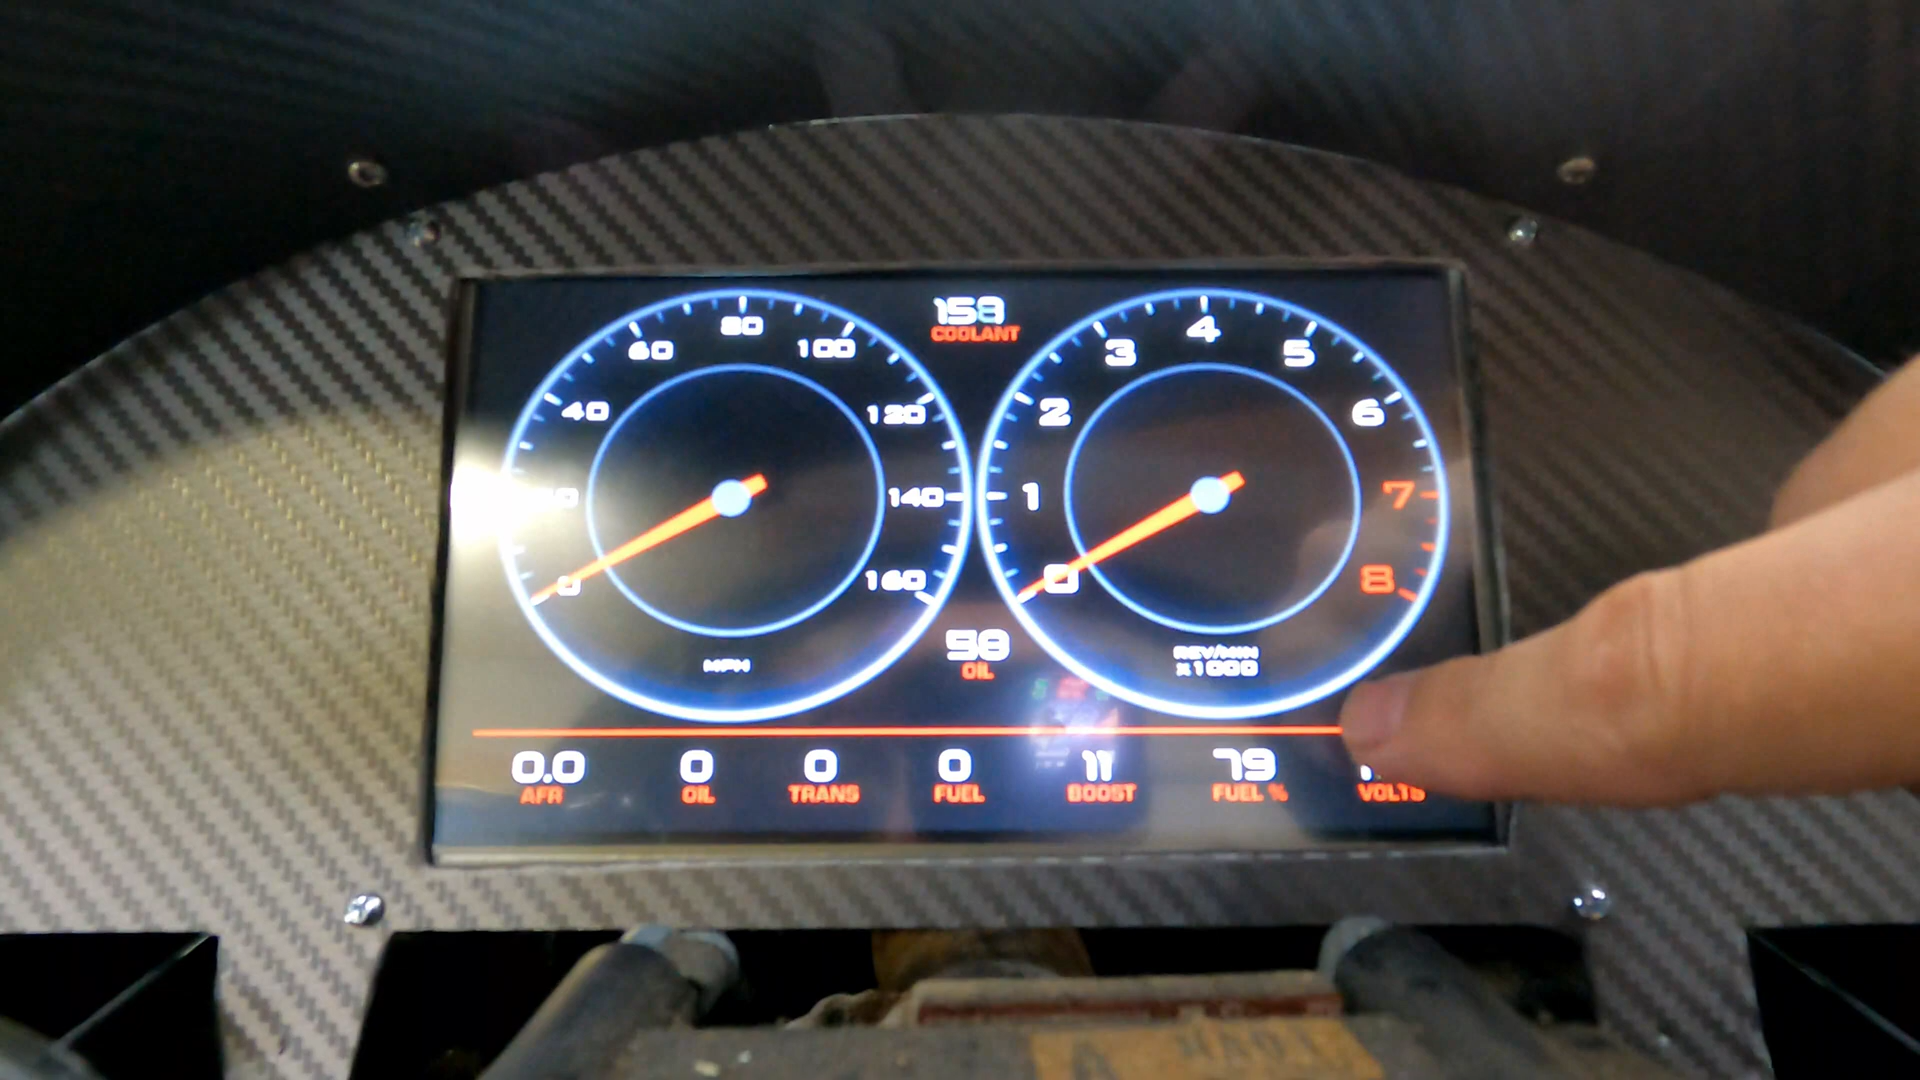 158
COOLANT
80
60
100
40
120
140
0
160
MPH
4
3
5
2
6
1
7
0
8
REV/MIN
x1000
58
OIL
0.0
AFR
0
OIL
0
TRANS
0
FUEL
11
BOOST
79
FUEL %
VOLTS